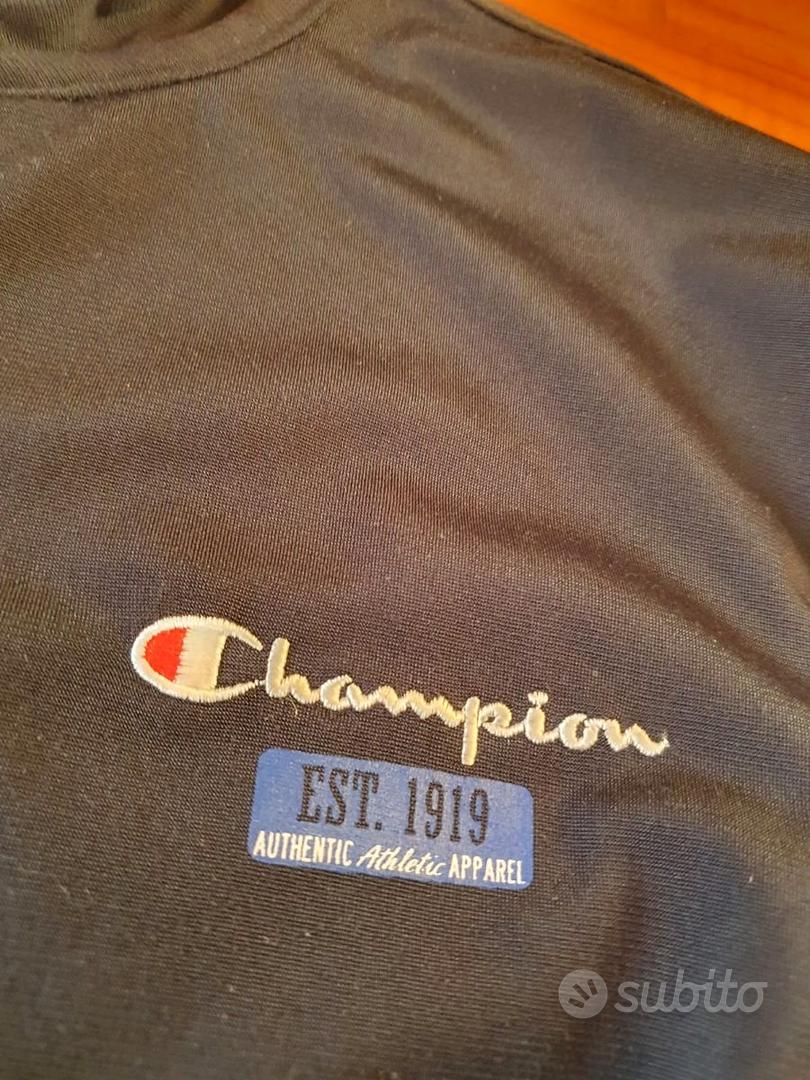 Champion
EST. 1919
AUTHENTIC Athletic APPAREL
subito